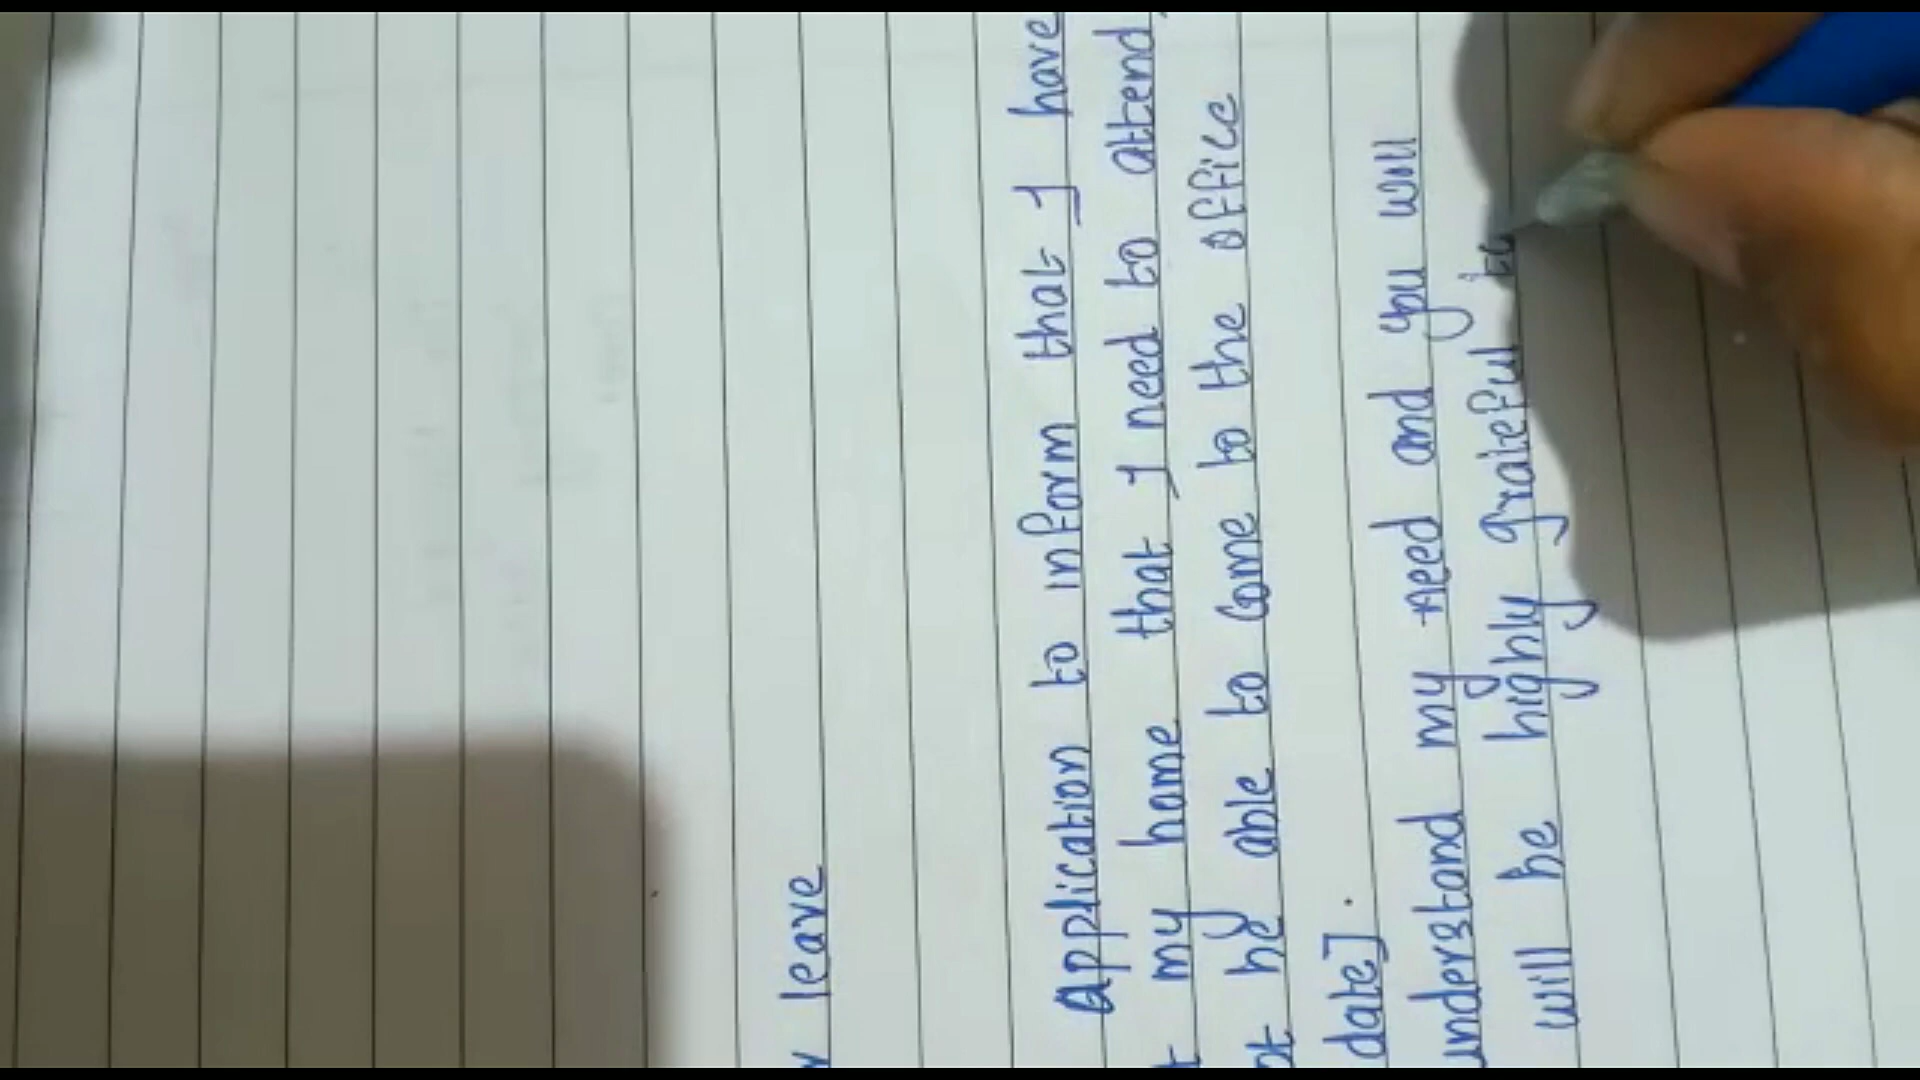 leave
Application to inform that I have
my home that I need to attend
be able to come to the office
date].
understand my need and you will
will be highly grateful to